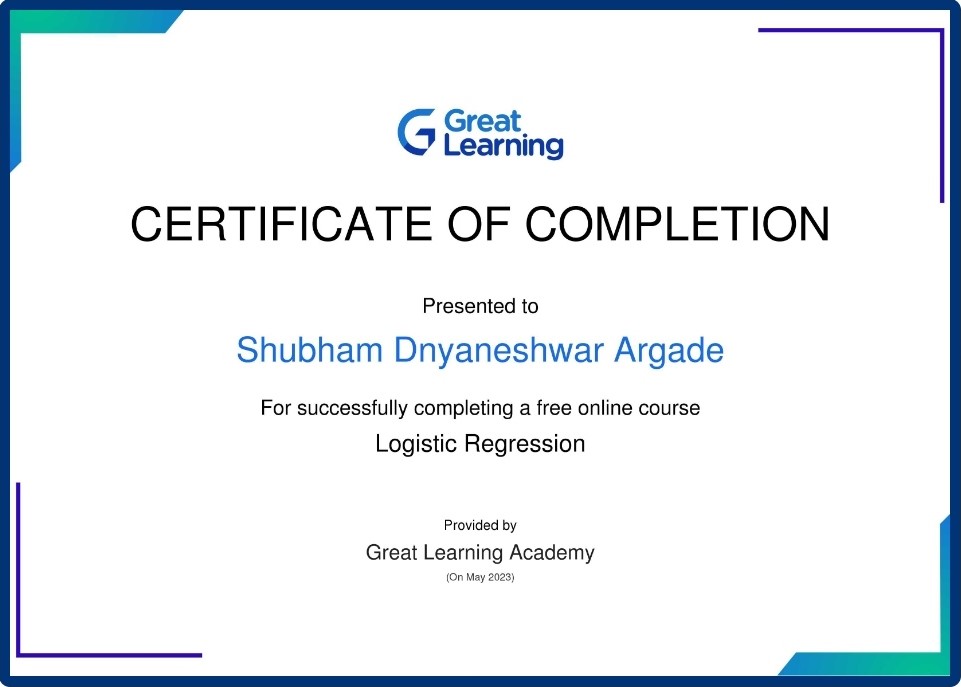 Great
Learning
CERTIFICATE OF COMPLETION
Presented to
Shubham Dnyaneshwar Argade
For successfully completing a free online course
Logistic Regression
Provided by
Great Learning Academy
(On May 2023)